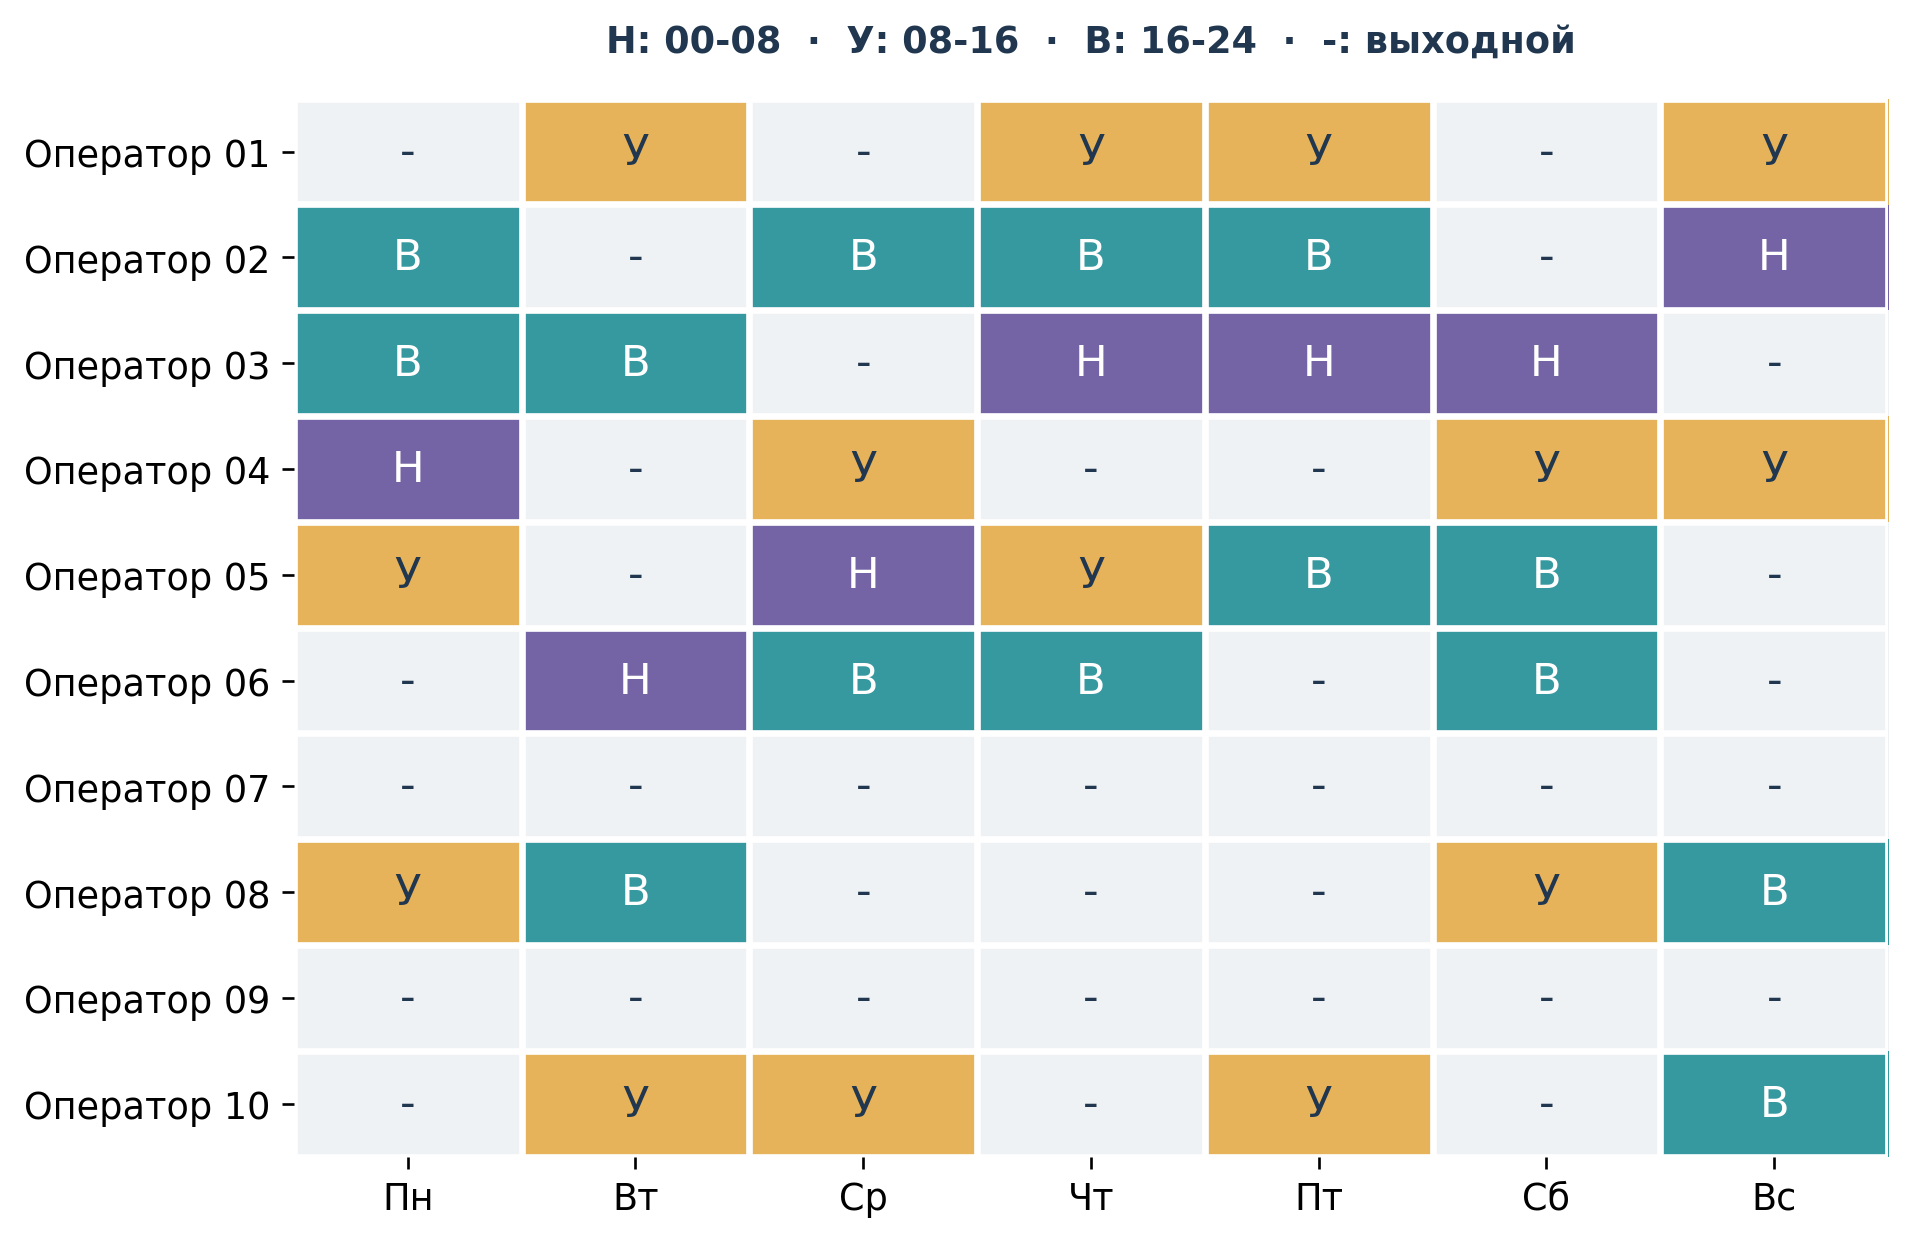 Н: 00-08 · У: 08-16 · В: 16-24 · -: выходной
Оператор 01 - У - У У - У
Оператор 02 В - В В В - Н
Оператор 03 В В - Н Н Н -
Оператор 04 Н - У - - У У
Оператор 05 У - Н У В В -
Оператор 06 - Н В В - В -
Оператор 07 - - - - - - -
Оператор 08 У В - - - У В
Оператор 09 - - - - - - -
Оператор 10 - У У - У - В
Пн Вт Ср Чт Пт Сб Вс